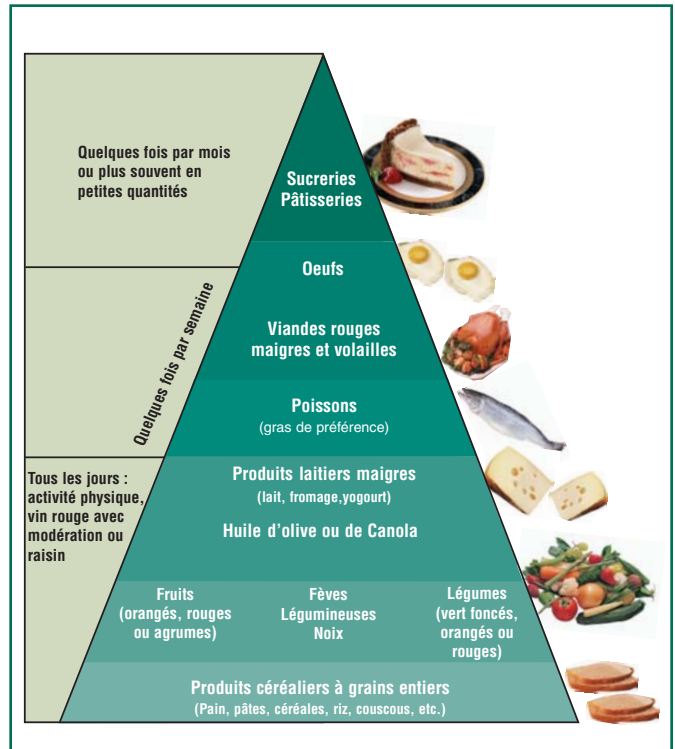 Quelques fois par mois
ou plus souvent en
petites quantités
Sucreries
Pâtisseries
Quelques fois par semaine
Oeufs
Viandes rouges
maigres et volailles
Poissons
(gras de préférence)
Tous les jours :
activité physique,
vin rouge avec
modération ou
raisin
Produits laitiers maigres
(lait, fromage,yogourt)
Huile d'olive ou de Canola
Fruits
(orangés, rouges
ou agrumes)
Fèves
Légumineuses
Noix
Légumes
(vert foncés,
orangés ou
rouges)
Produits céréaliers à grains entiers
(Pain, pâtes, céréales, riz, couscous, etc.)